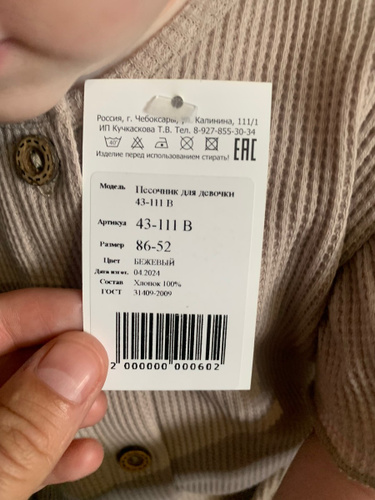 Россия, г. Чебоксары, Калинина, 111/1
ИП Кучкаскова Т.В. Тел. 8-927-855-30-34
40
Изделие перед использованием стирать!
EAC
Модель Песочник для девочки
43-111 В
Артикул 43-111 В
Размер 86-52
Цвет БЕЖЕВЫЙ
Дата изгот. 04.2024
Состав Хлопок 100%
ГОСТ 31409-2009
2 000000 000602